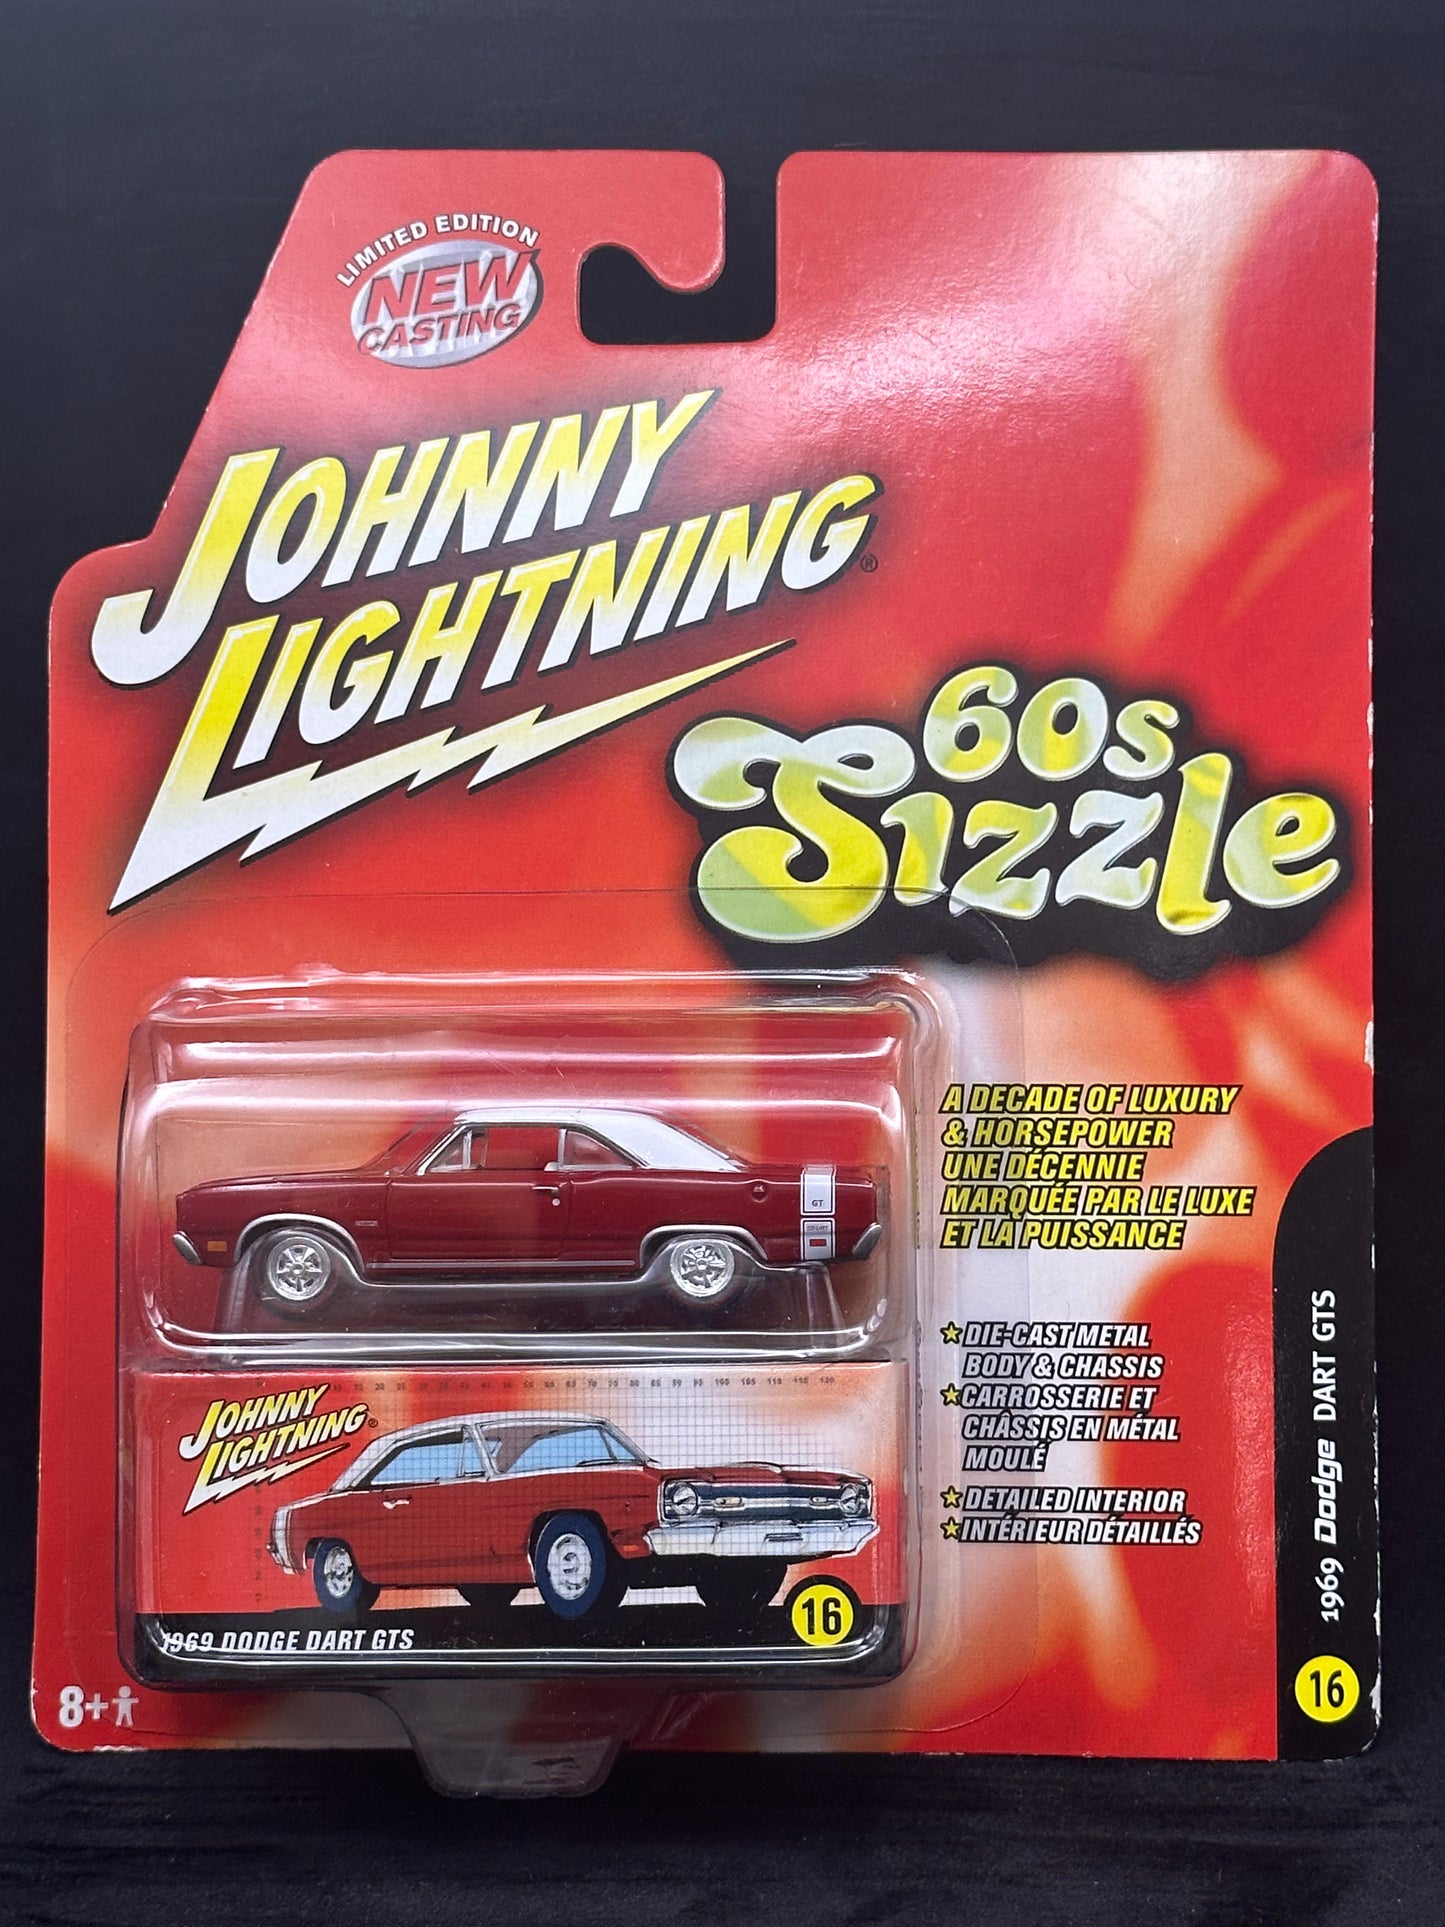 LIMITED EDITION
NEW
CASTING
JOHNNY
LIGHTNING®
60s
Sizzle
A DECADE OF LUXURY
& HORSEPOWER
UNE DÉCENNIE
MARQUÉE PAR LE LUXE
ET LA PUISSANCE
★DIE-CAST METAL
BODY & CHASSIS
★CARROSSERIE ET
CHÂSSIS EN MÉTAL
MOULÉ
★DETAILED INTERIOR
★INTÉRIEUR DÉTAILLÉS
GT
JOHNNY
LIGHTNING®
1969 DODGE DART GTS
16
8+
1969 Dodge DART GTS
16